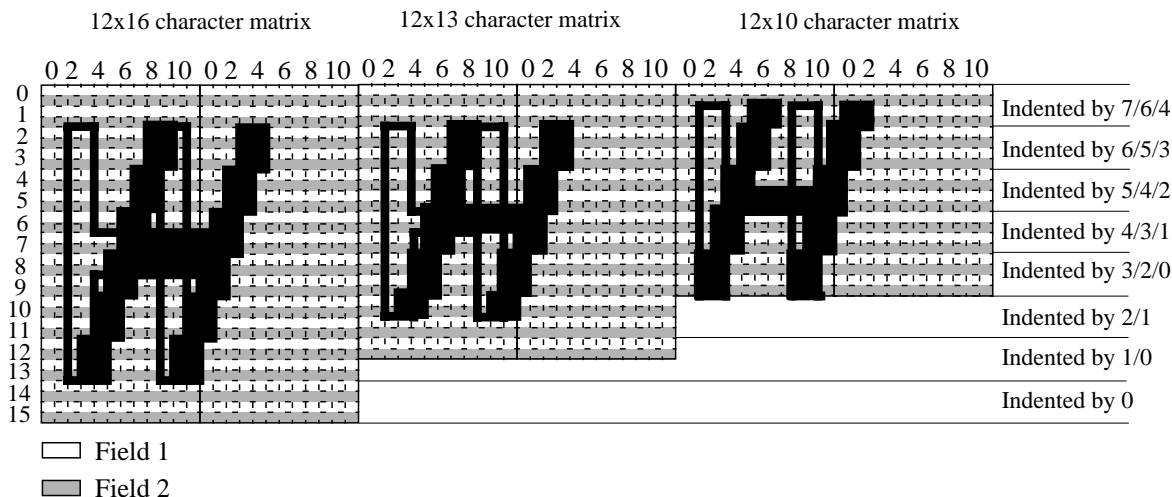 12x16 character matrix 12x13 character matrix 12x10 character matrix
0 2 4 6 8 10 0 2 4 6 8 10 0 2 4 6 8 10 0 2 4 6 8 10 0 2 4 6 8 10 0 2 4 6 8 10
0
1 Indented by 7/6/4
2
3 Indented by 6/5/3
4
5 Indented by 5/4/2
6
7 Indented by 4/3/1
8 Indented by 3/2/0
9
10 Indented by 2/1
11
12 Indented by 1/0
13
14 Indented by 0
15
Field 1
Field 2